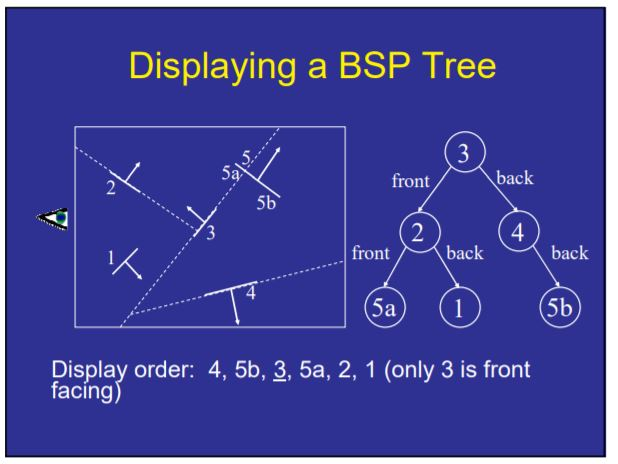 Displaying a BSP Tree
5
5a
2
5b
3
1
4
3
front
back
2
4
front
back
back
5a
1
5b
Display order: 4, 5b, 3, 5a, 2, 1 (only 3 is front
facing)